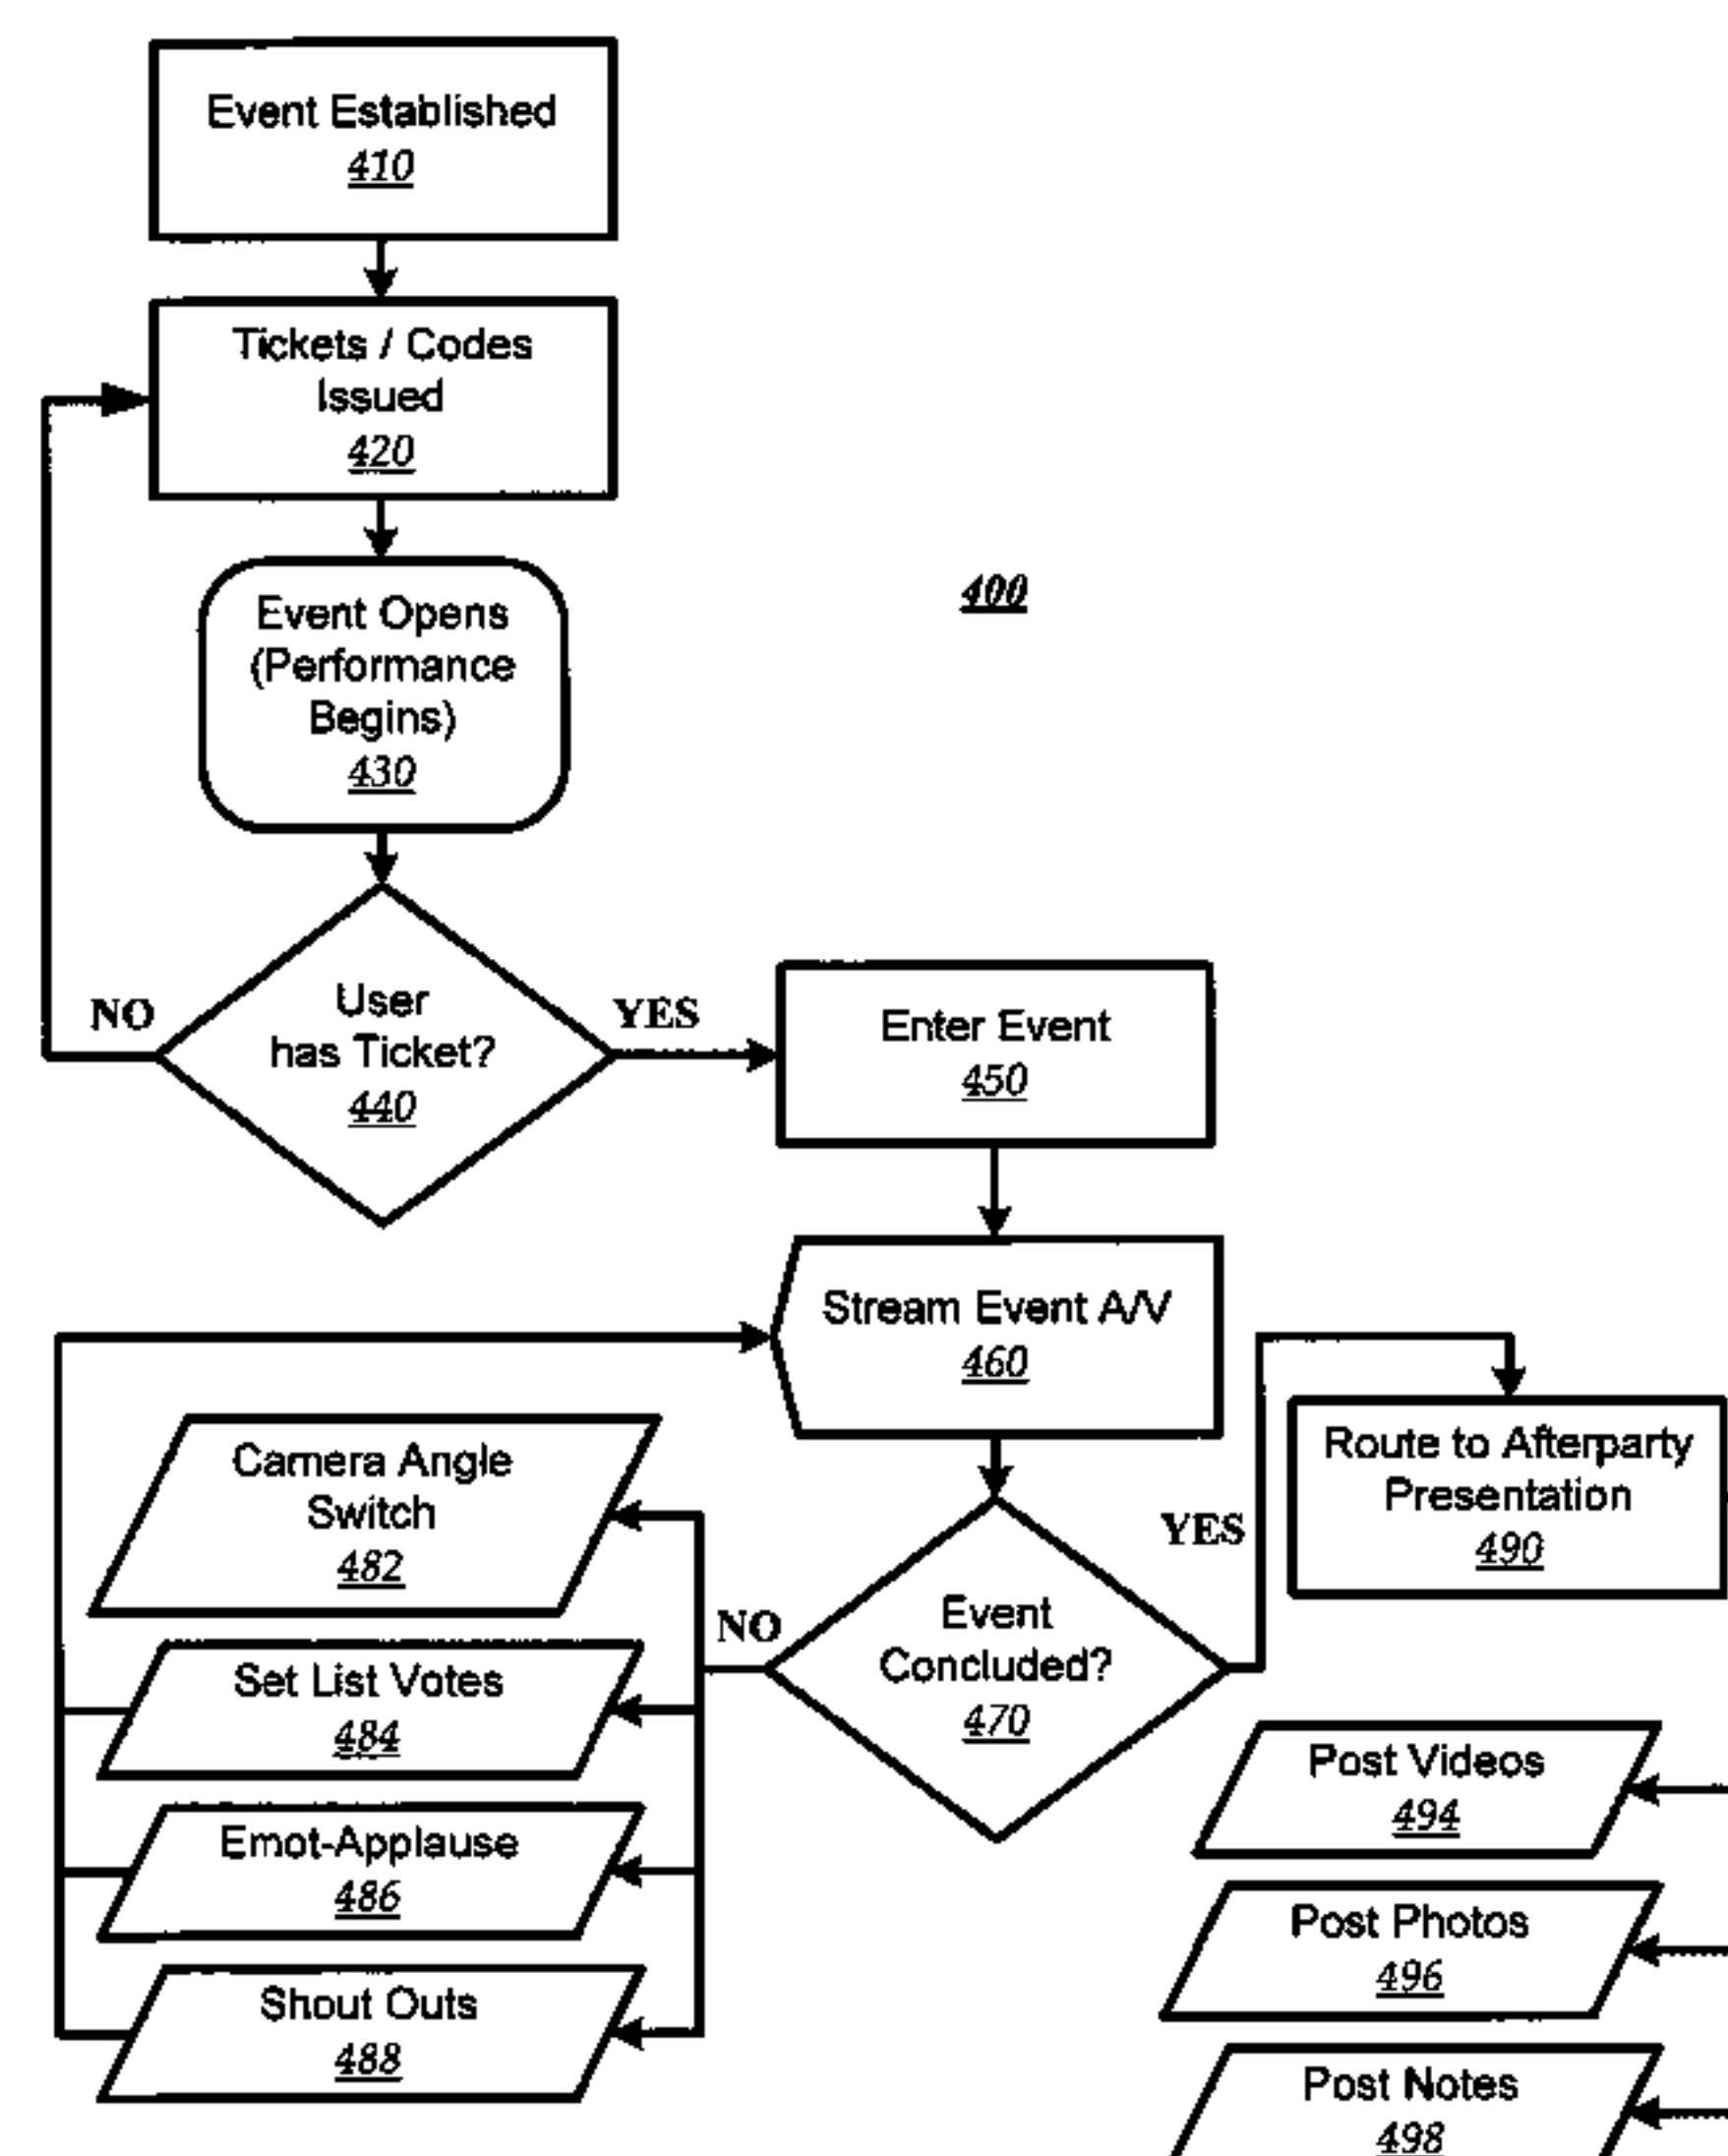 Event Established
410
Tickets / Codes
Issued
420
Event Opens
(Performance
Begins)
430
400
User
has Ticket?
440
NO
YES
Enter Event
450
Stream Event A/V
460
Camera Angle
Switch
482
Set List Votes
484
Emot-Applause
486
Shout Outs
488
NO
Event
Concluded?
470
YES
Route to Afterparty
Presentation
490
Post Videos
494
Post Photos
496
Post Notes
498